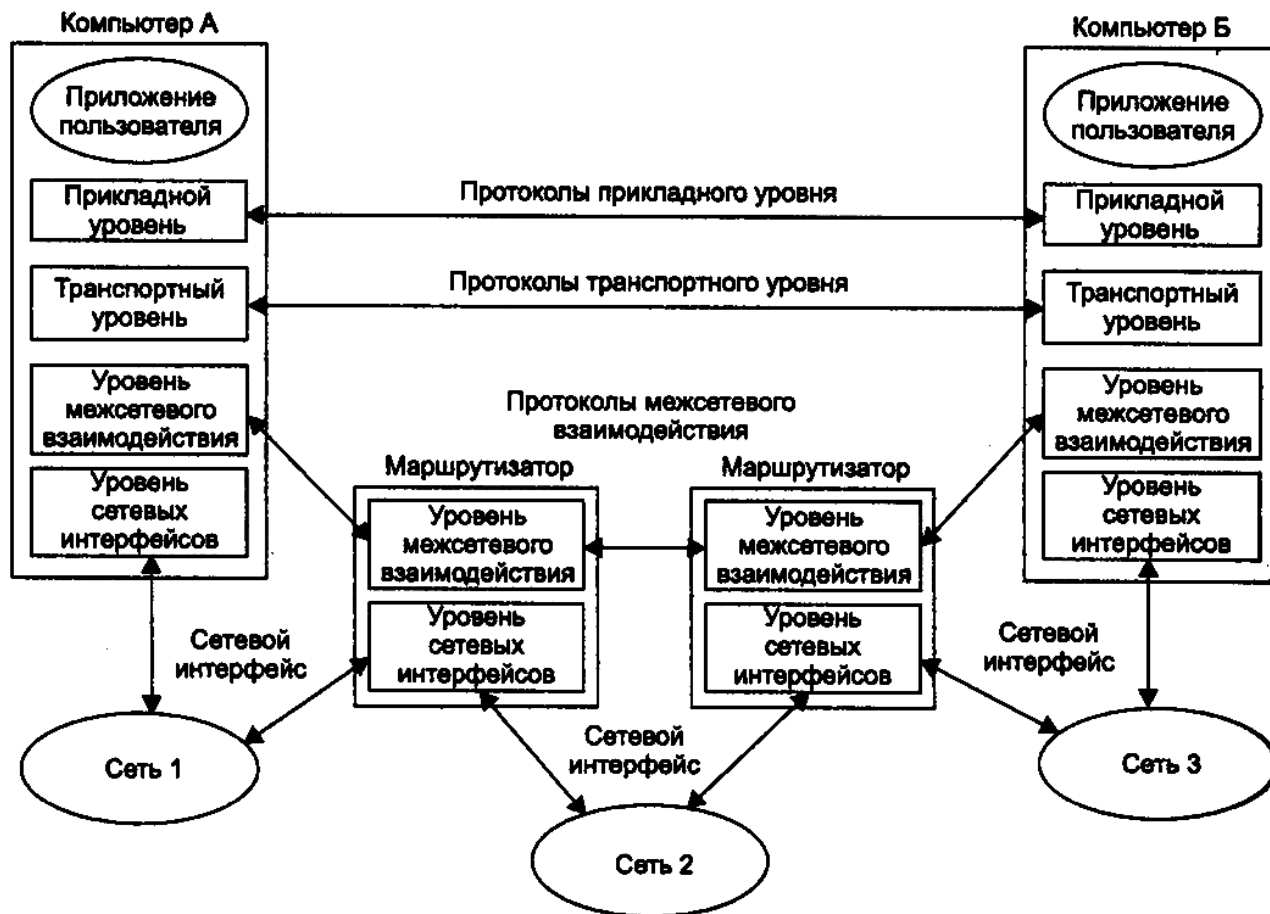 Компьютер А
Приложение
пользователя
Прикладной
уровень
Транспортный
уровень
Уровень
межсетевого
взаимодействия
Уровень
сетевых
интерфейсов
Протоколы прикладного уровня
Протоколы транспортного уровня
Протоколы межсетевого
взаимодействия
Компьютер Б
Приложение
пользователя
Прикладной
уровень
Транспортный
уровень
Уровень
межсетевого
взаимодействия
Уровень
сетевых
интерфейсов
Маршрутизатор
Уровень
межсетевого
взаимодействия
Уровень
сетевых
интерфейсов
Маршрутизатор
Уровень
межсетевого
взаимодействия
Уровень
сетевых
интерфейсов
Сетевой
интерфейс
Сетевой
интерфейс
Сетевой
интерфейс
Сеть 1
Сеть 2
Сеть 3